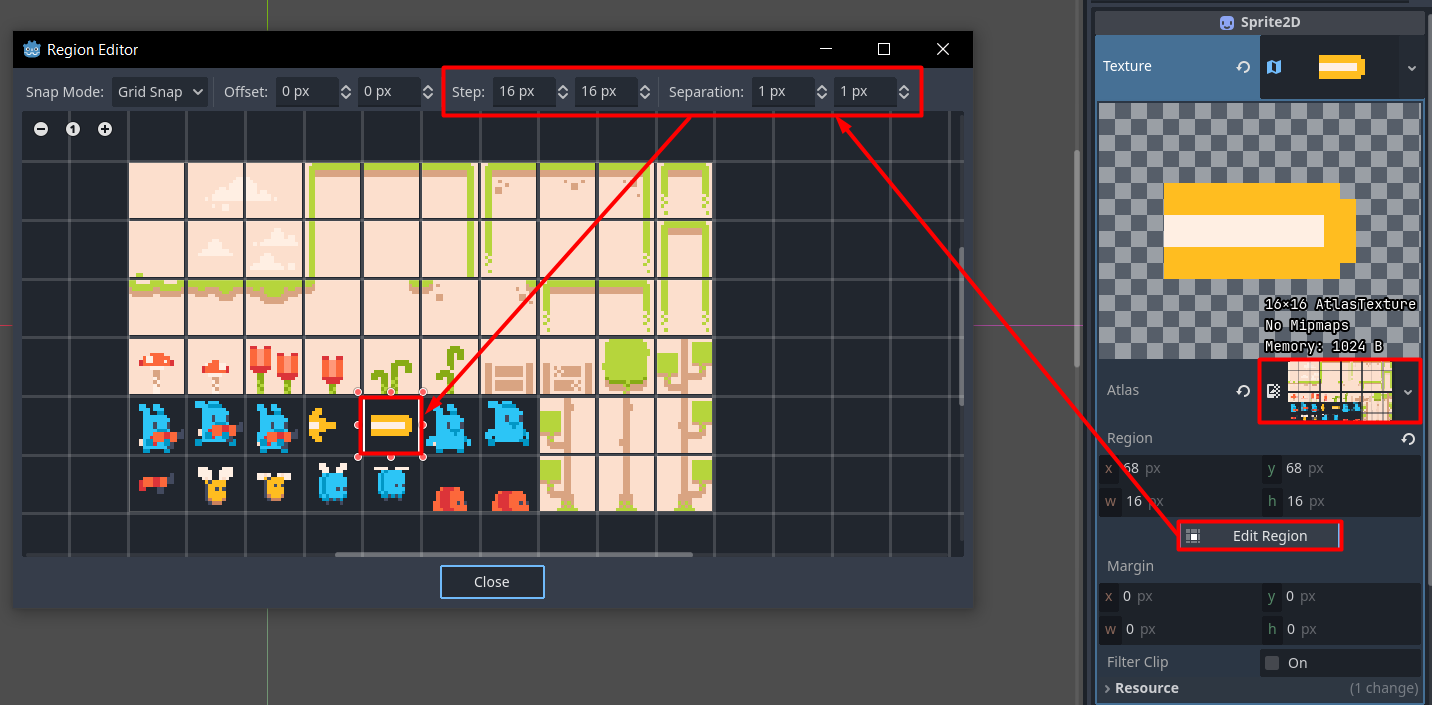 Sprite2D
Region Editor
Texture
Snap Mode: Grid Snap Offset: 0 px 0 px Step: 16 px 16 px Separation: 1 px 1 px
1
16×16 AtlasTexture
No Mipmaps
Memory: 1024 B
Atlas
Region
x 68 px y 68 px
w 16 px h 16 px
Edit Region
Close
Margin
x 0 px y 0 px
w 0 px h 0 px
Filter Clip On
Resource (1 change)